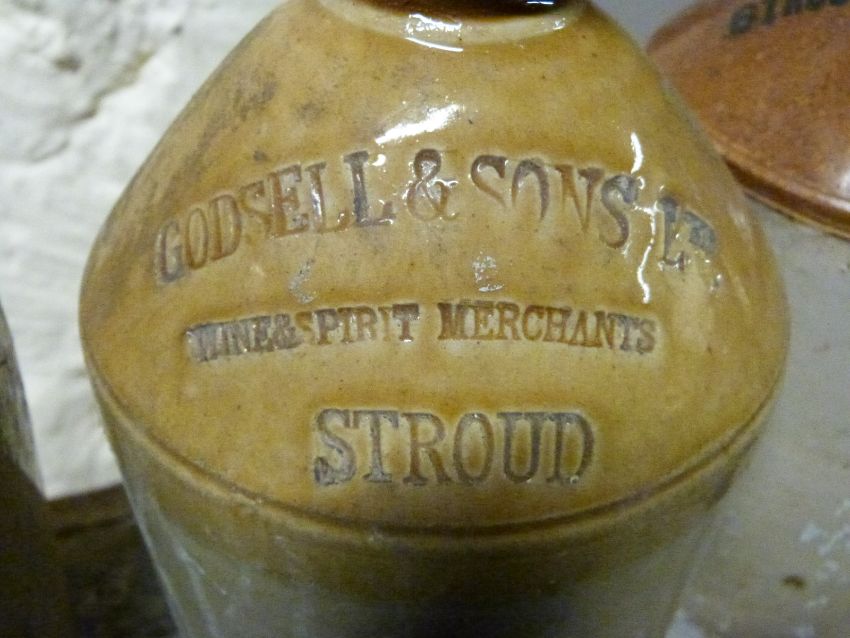 GODSELL & SONS LTD
WINE & SPIRIT MERCHANTS
STROUD